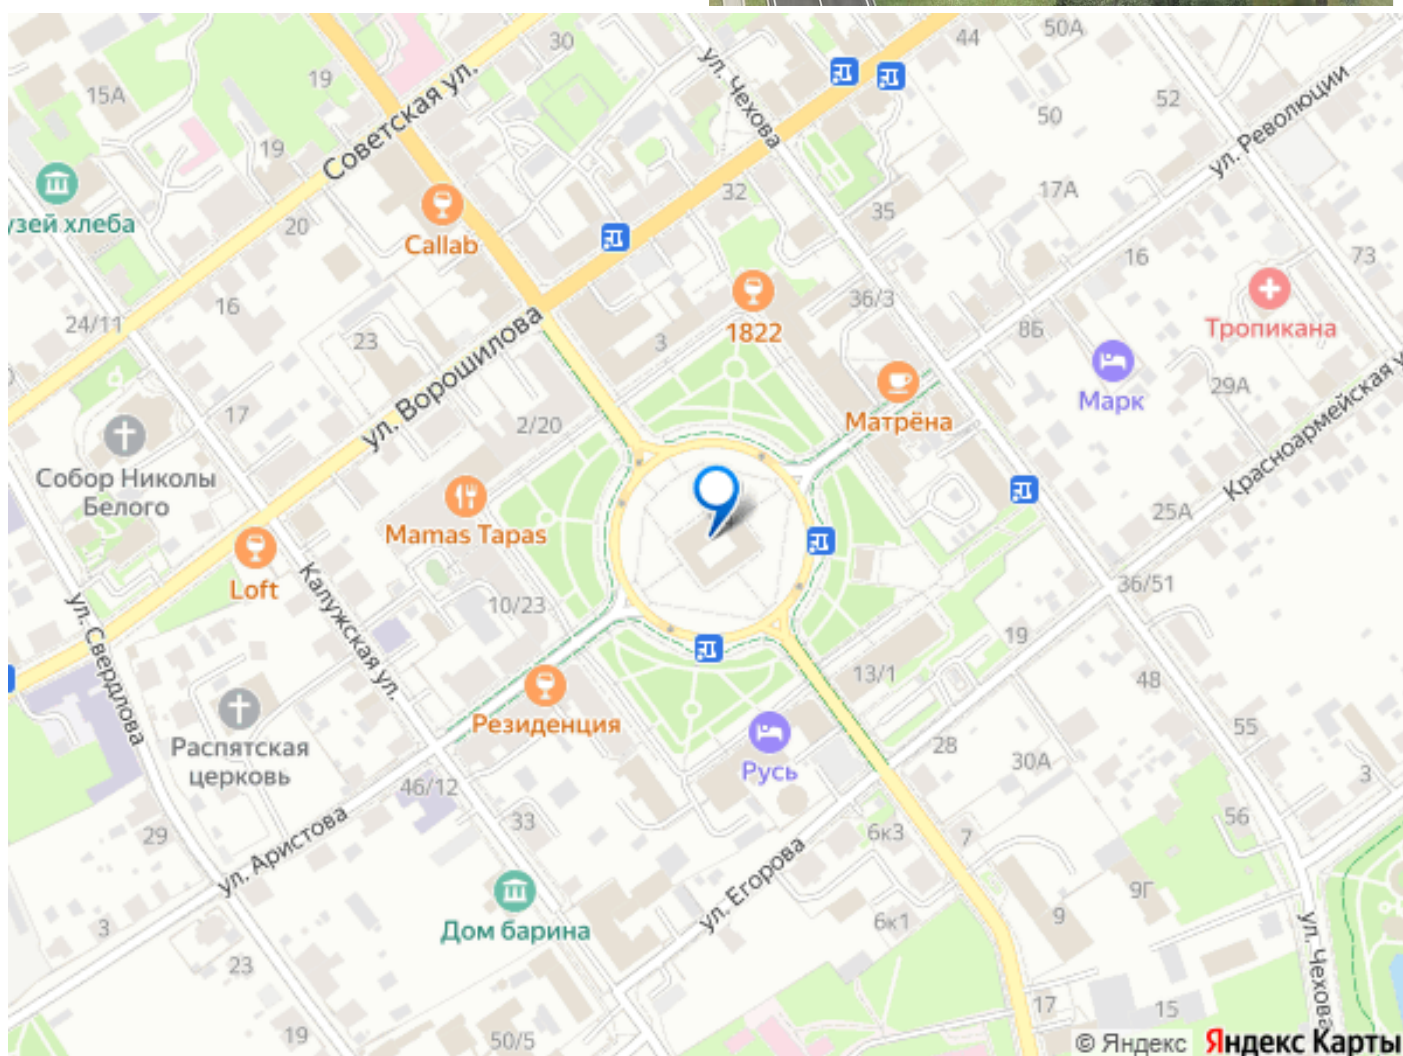 30
44
50А
ул. Чехова
19
15А
Советская ул.
50
52
ул. Революции
19
узей хлеба
20
Callab
32
35
17А
16
73
24/11
16
23
ул. Ворошилова
3
1822
36/3
8Б
Тропикана
Марк
29А
Красноармейская у
17
2/20
Матрёна
Собор Николы
Белого
Mamas Tapas
25А
Loft
Калужская ул.
10/23
36/51
ул. Свердлова
19
13/1
48
Распятская
церковь
Резиденция
Русь
28
30А
55
3
46/12
33
29
ул. Аристова
6к3
7
56
ул. Егорова
9Г
Дом барина
6к1
9
3
23
ул. Чехова
19
50/5
17
15
© Яндекс
Яндекс Карты